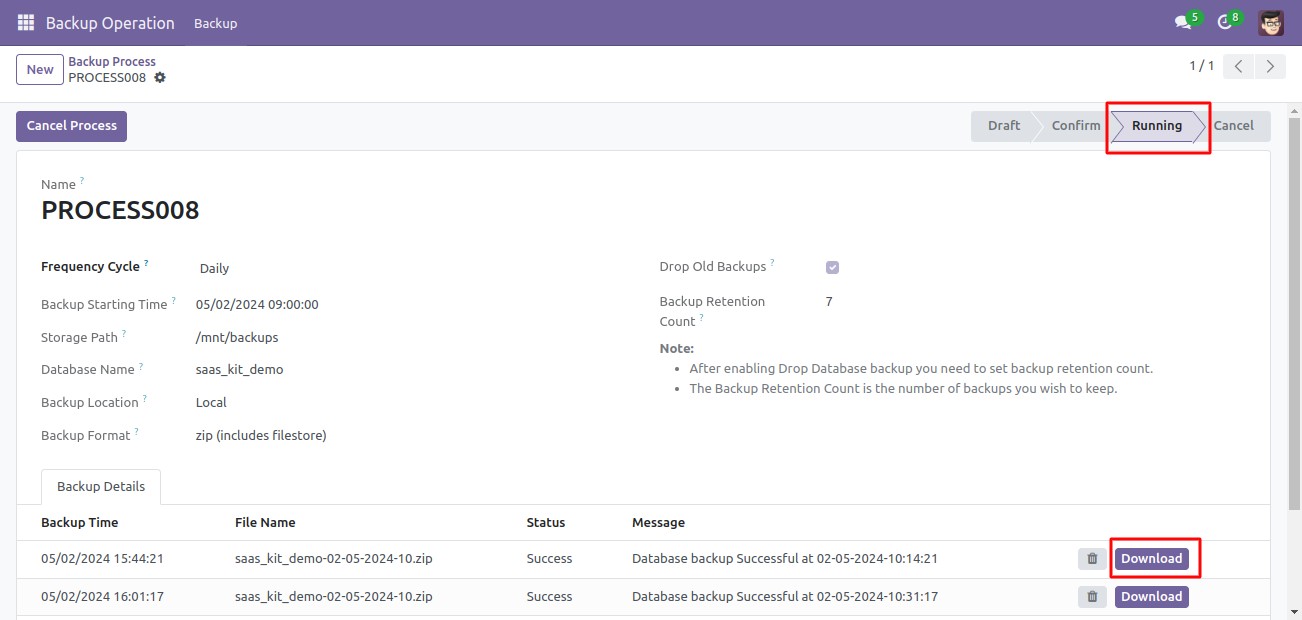 Backup Operation Backup 5 8
New Backup Process 1 / 1
PROCESS008
Cancel Process Draft Confirm Running Cancel
Name ?
PROCESS008
Frequency Cycle ? Daily
Drop Old Backups ?
Backup Starting Time ? 05/02/2024 09:00:00
Backup Retention Count ? 7
Storage Path ? /mnt/backups
Note:
After enabling Drop Database backup you need to set backup retention count.
The Backup Retention Count is the number of backups you wish to keep.
Database Name ? saas_kit_demo
Backup Location ? Local
Backup Format ? zip (includes filestore)
Backup Details
Backup Time File Name Status Message
05/02/2024 15:44:21 saas_kit_demo-02-05-2024-10.zip Success Database backup Successful at 02-05-2024-10:14:21 Download
05/02/2024 16:01:17 saas_kit_demo-02-05-2024-10.zip Success Database backup Successful at 02-05-2024-10:31:17 Download